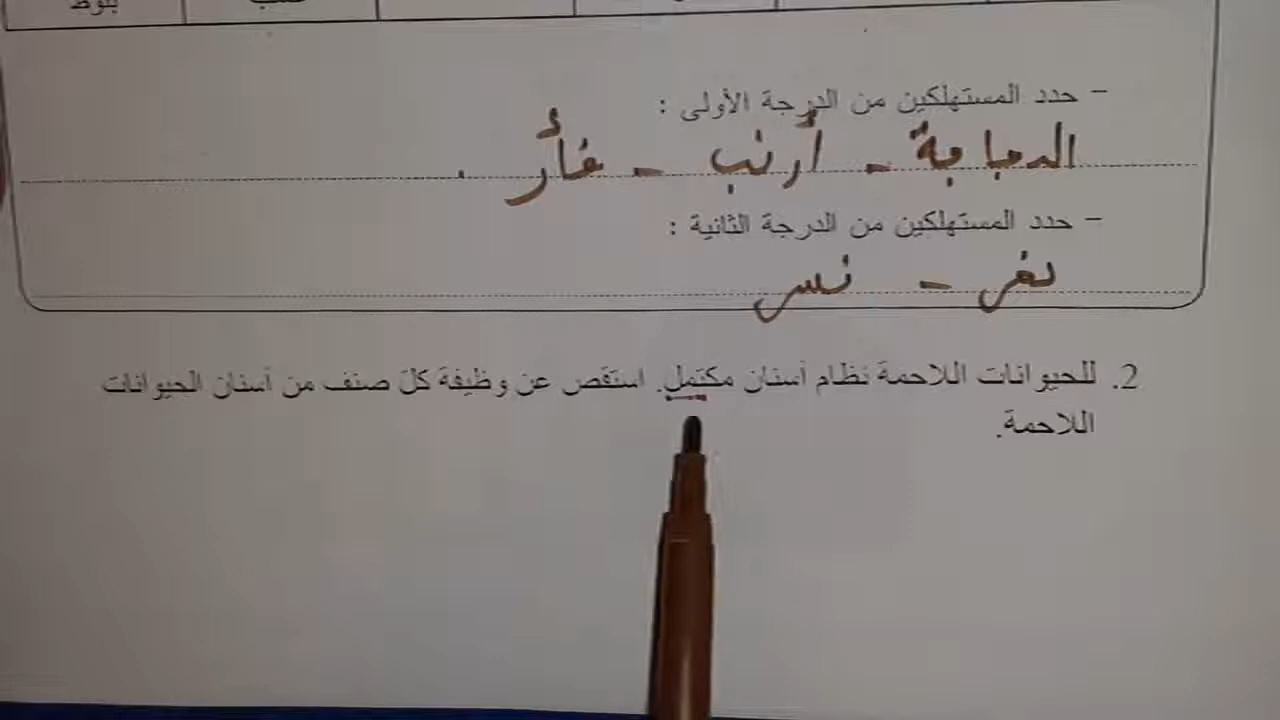 بلوط
- حدد المستهلكين من الدرجة الأولى :
الدجاجة - أرنب - فأر .
- حدد المستهلكين من الدرجة الثانية :
نمر - نسر
2. للحيوانات اللاحمة نظام أسنان مكتمل. استقص عن وظيفة كل صنف من أسنان الحيوانات
اللاحمة.